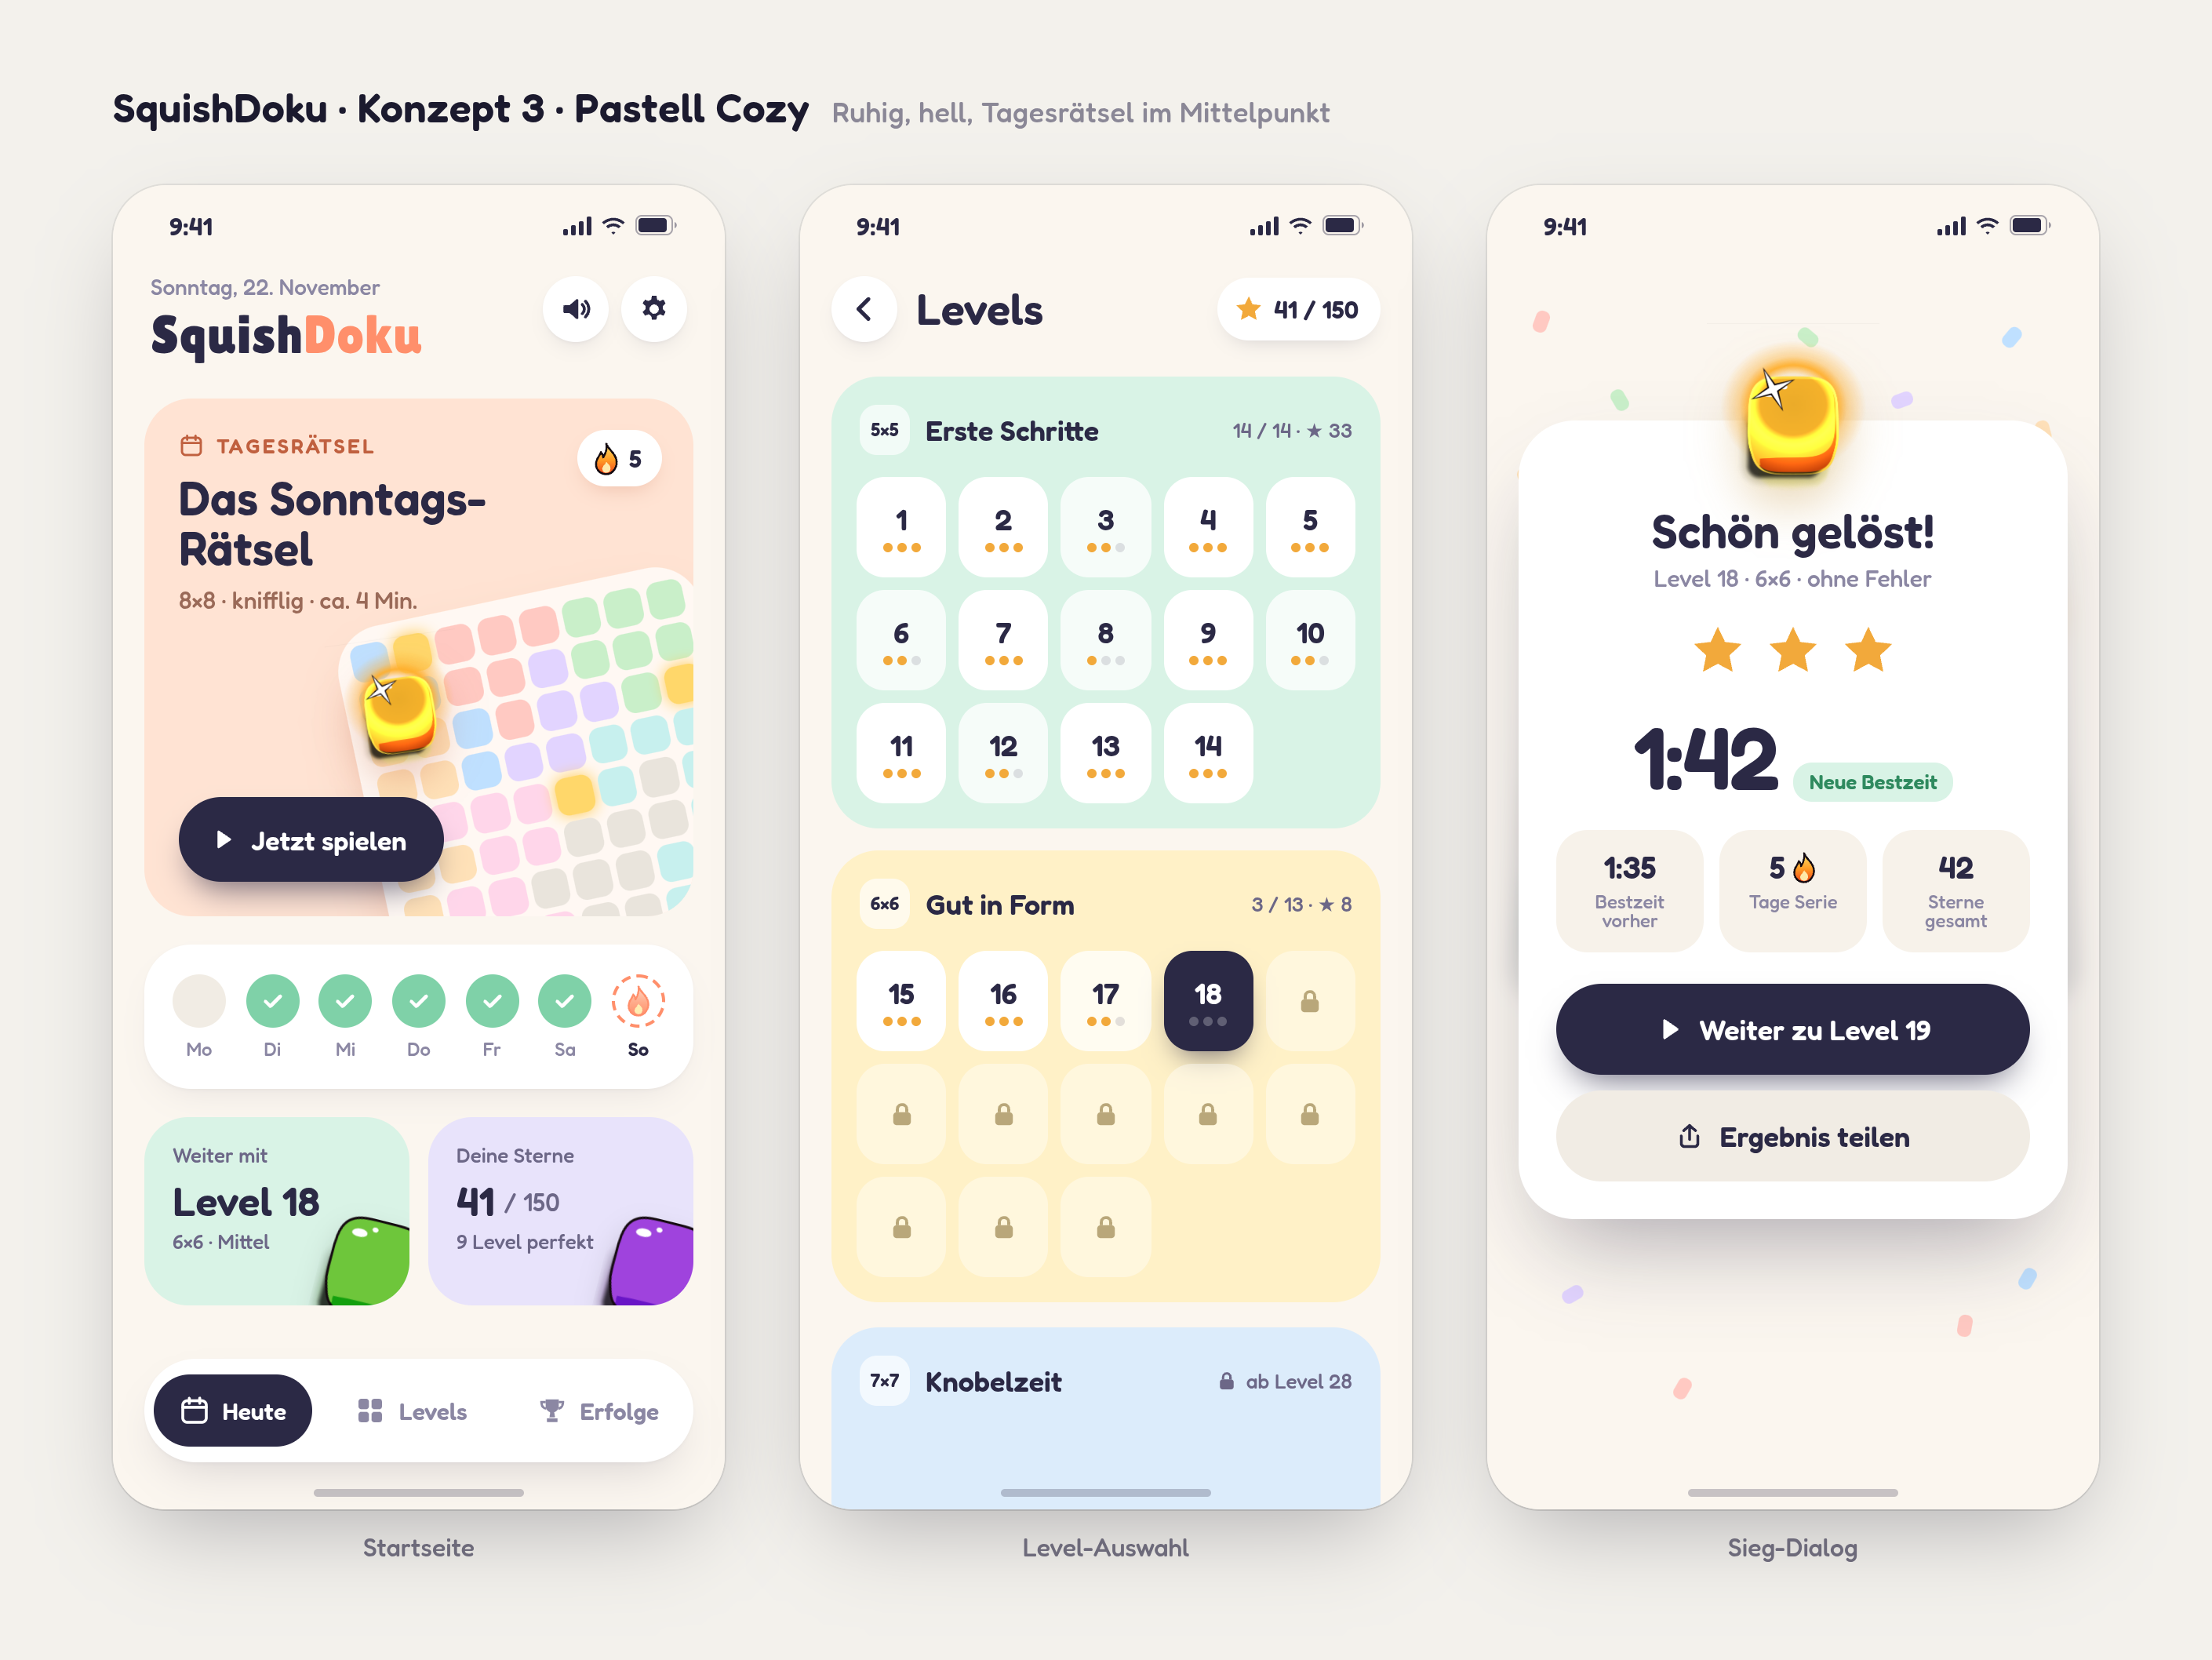 SquishDoku · Konzept 3 · Pastell Cozy Ruhig, hell, Tagesrätsel im Mittelpunkt
9:41
Sonntag, 22. November
SquishDoku
TAGESRÄTSEL
5
Das Sonntags-
Rätsel
8×8 · knifflig · ca. 4 Min.
Jetzt spielen
Mo Di Mi Do Fr Sa So
Weiter mit
Level 18
6×6 · Mittel
Deine Sterne
41 / 150
9 Level perfekt
Heute Levels Erfolge
Startseite
9:41
Levels
41 / 150
5×5 Erste Schritte 14 / 14 · ★ 33
1 2 3 4 5
6 7 8 9 10
11 12 13 14
6×6 Gut in Form 3 / 13 · ★ 8
15 16 17 18
7×7 Knobelzeit ab Level 28
Level-Auswahl
9:41
Schön gelöst!
Level 18 · 6×6 · ohne Fehler
1:42 Neue Bestzeit
1:35
Bestzeit
vorher
5
Tage Serie
42
Sterne
gesamt
Weiter zu Level 19
Ergebnis teilen
Sieg-Dialog